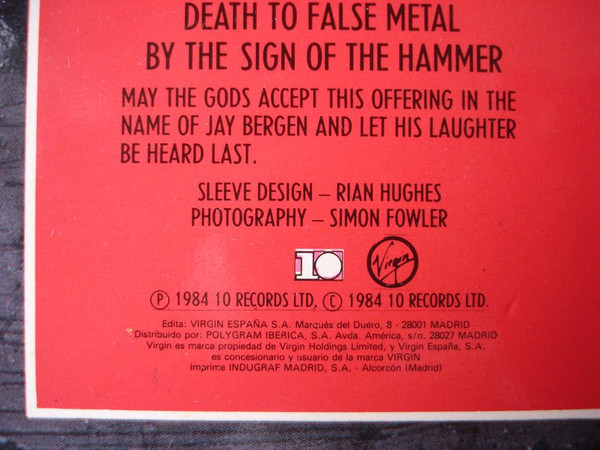 DEATH TO FALSE METAL
BY THE SIGN OF THE HAMMER
MAY THE GODS ACCEPT THIS OFFERING IN THE
NAME OF JAY BERGEN AND LET HIS LAUGHTER
BE HEARD LAST.
SLEEVE DESIGN – RIAN HUGHES
PHOTOGRAPHY – SIMON FOWLER
10 Virgin
Ⓟ 1984 10 RECORDS LTD, Ⓒ 1984 10 RECORDS LTD.
Edita: VIRGIN ESPAÑA S.A. Marqués del Duero, 8 - 28001 MADRID
Distribuido por: POLYGRAM IBERICA, S.A. Avda. América, s/n. 28027 MADRID
Virgin es marca propiedad de Virgin Holdings Limited, y Virgin España, S.A.
es concesionario y usuario de la marca VIRGIN
Imprime INDUGRAF MADRID, S.A. - Alcorcón (Madrid)